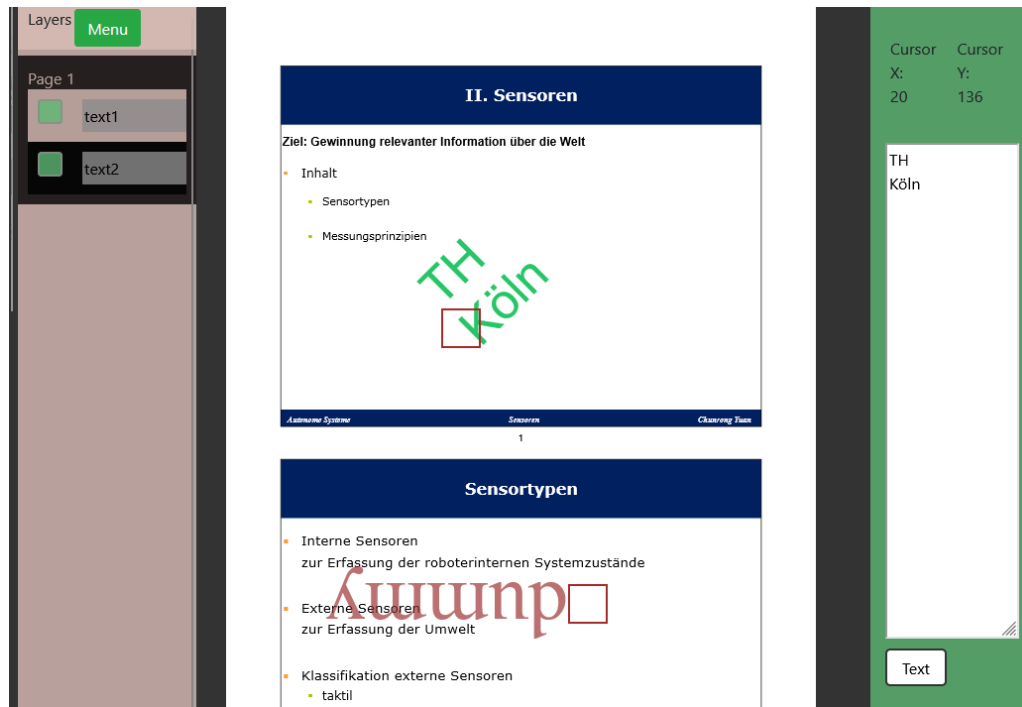 Layers
Menu
Page 1
text1
text2
II. Sensoren
Ziel: Gewinnung relevanter Information über die Welt
Inhalt
Sensortypen
Messungsprinzipien
TH
Köln
Autonome Systeme
Sensoren
Chunrong Yuan
1
Sensortypen
Interne Sensoren
zur Erfassung der roboterinternen Systemzustände
dummy
Externe Sensoren
zur Erfassung der Umwelt
Klassifikation externe Sensoren
taktil
Cursor X: 20
Cursor Y: 136
TH
Köln
Text